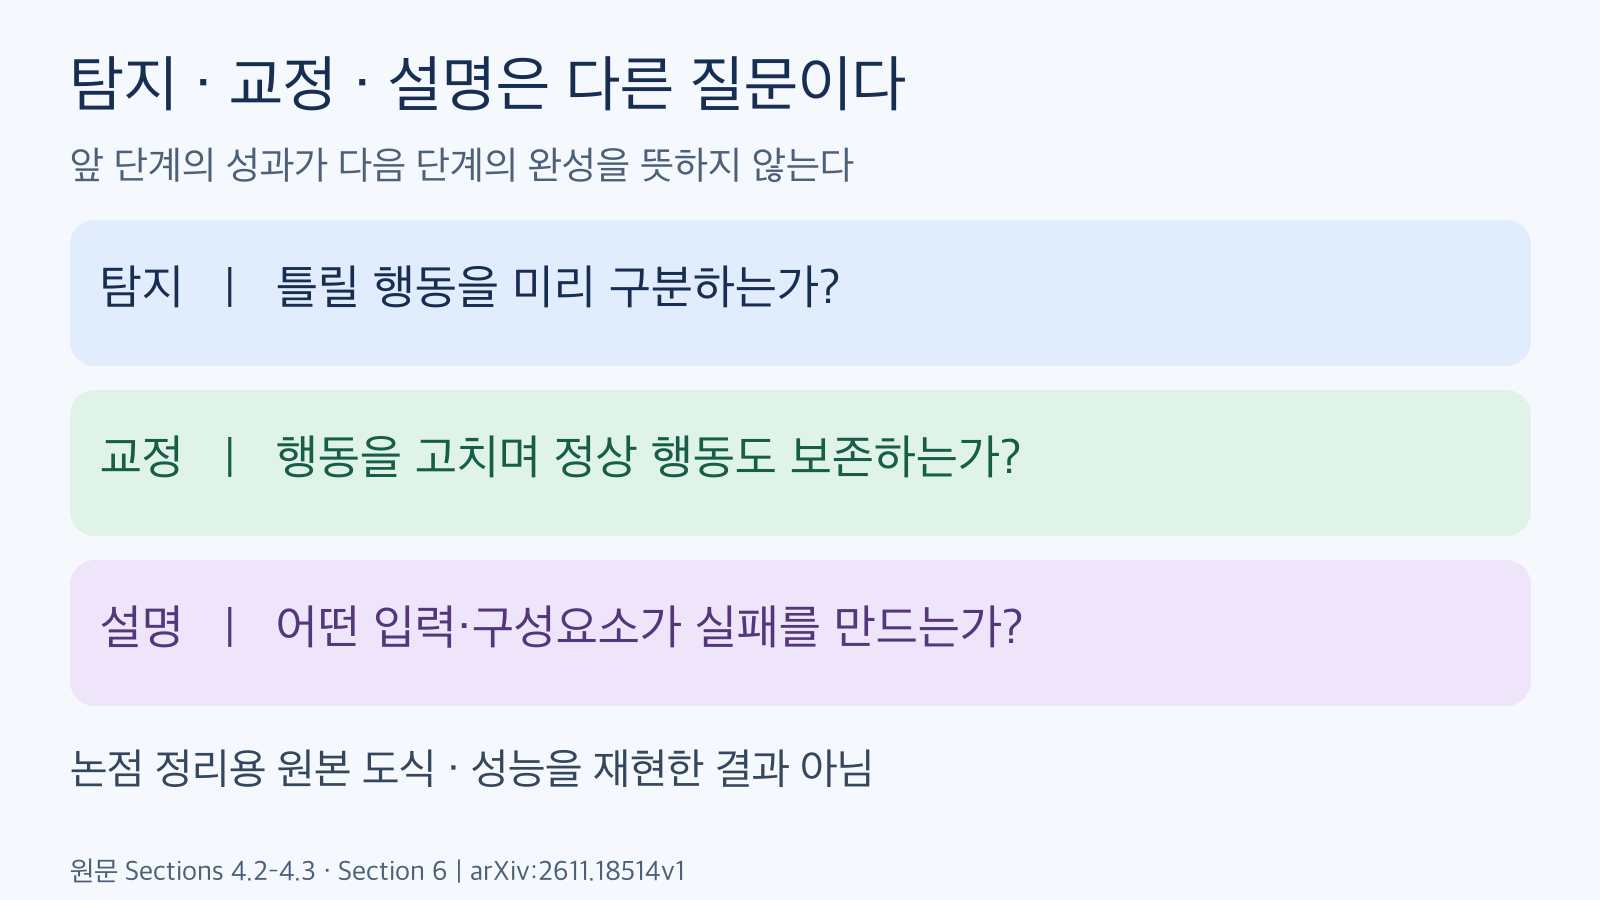 탐지 · 교정 · 설명은 다른 질문이다
앞 단계의 성과가 다음 단계의 완성을 뜻하지 않는다
탐지 | 틀릴 행동을 미리 구분하는가?
교정 | 행동을 고치며 정상 행동도 보존하는가?
설명 | 어떤 입력·구성요소가 실패를 만드는가?
논점 정리용 원본 도식 · 성능을 재현한 결과 아님
원문 Sections 4.2-4.3 · Section 6 | arXiv:2611.18514v1